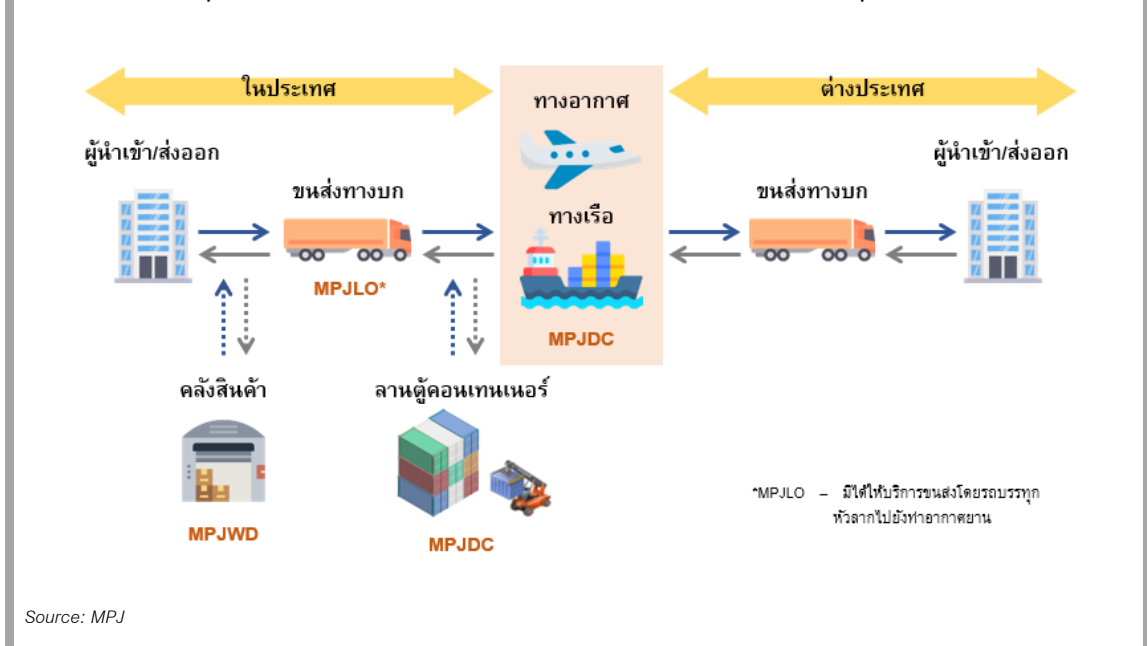 ในประเทศ
ต่างประเทศ
ทางอากาศ
ผู้นำเข้า/ส่งออก
ผู้นำเข้า/ส่งออก
ขนส่งทางบก
ขนส่งทางบก
ทางเรือ
MPJLO*
MPJDC
คลังสินค้า
ลานตู้คอนเทนเนอร์
MPJWD
MPJDC
*MPJLO – มิได้ให้บริการขนส่งโดยรถบรรทุก
หัวลากไปยังท่าอากาศยาน
Source: MPJ